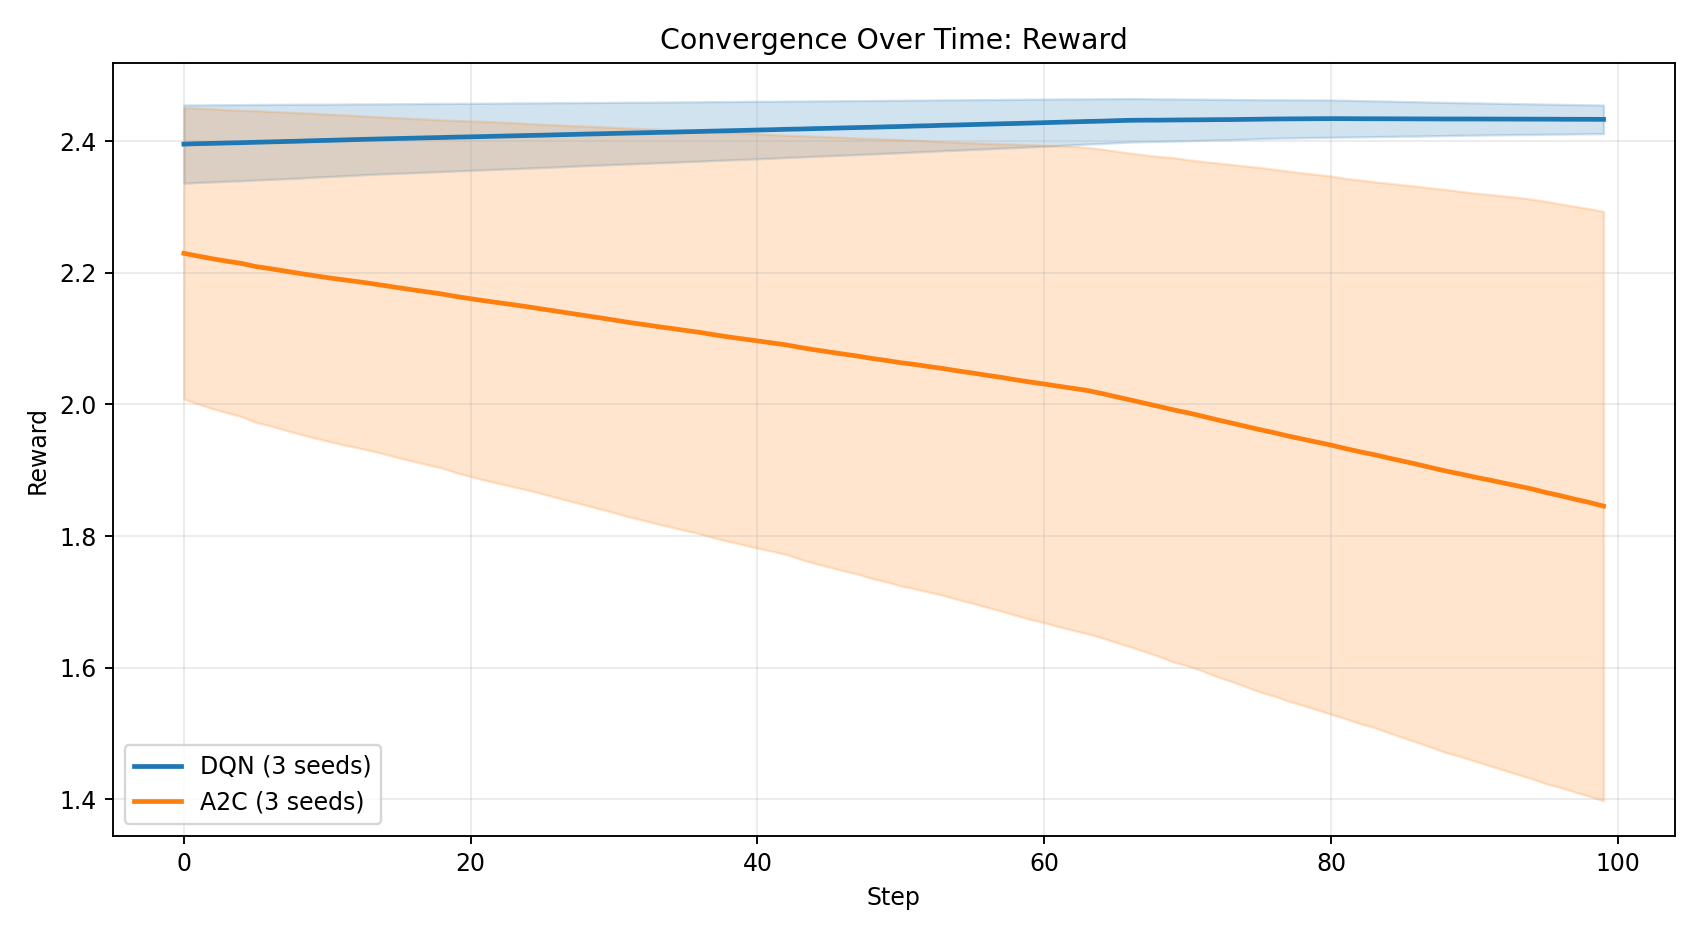 Convergence Over Time: Reward
Reward
2.4
2.2
2.0
1.8
1.6
1.4
DQN (3 seeds)
A2C (3 seeds)
0 20 40 60 80 100
Step